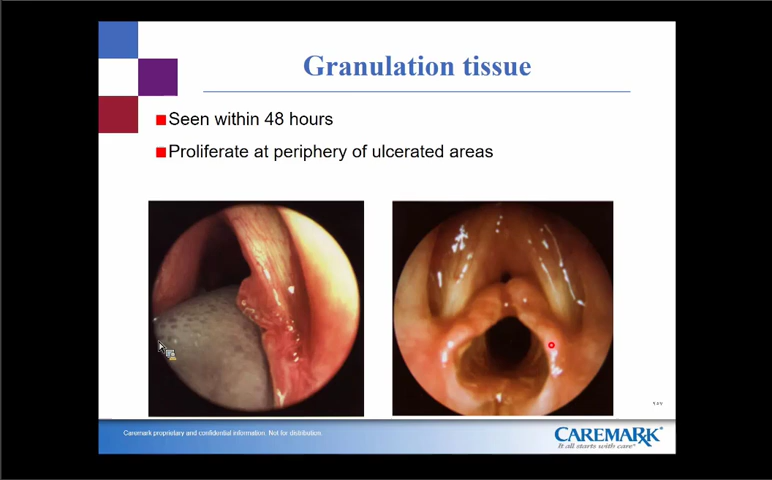 Granulation tissue
Seen within 48 hours
Proliferate at periphery of ulcerated areas
Caremark proprietary and confidential information. Not for distribution.
CAREMARK
It all starts with care